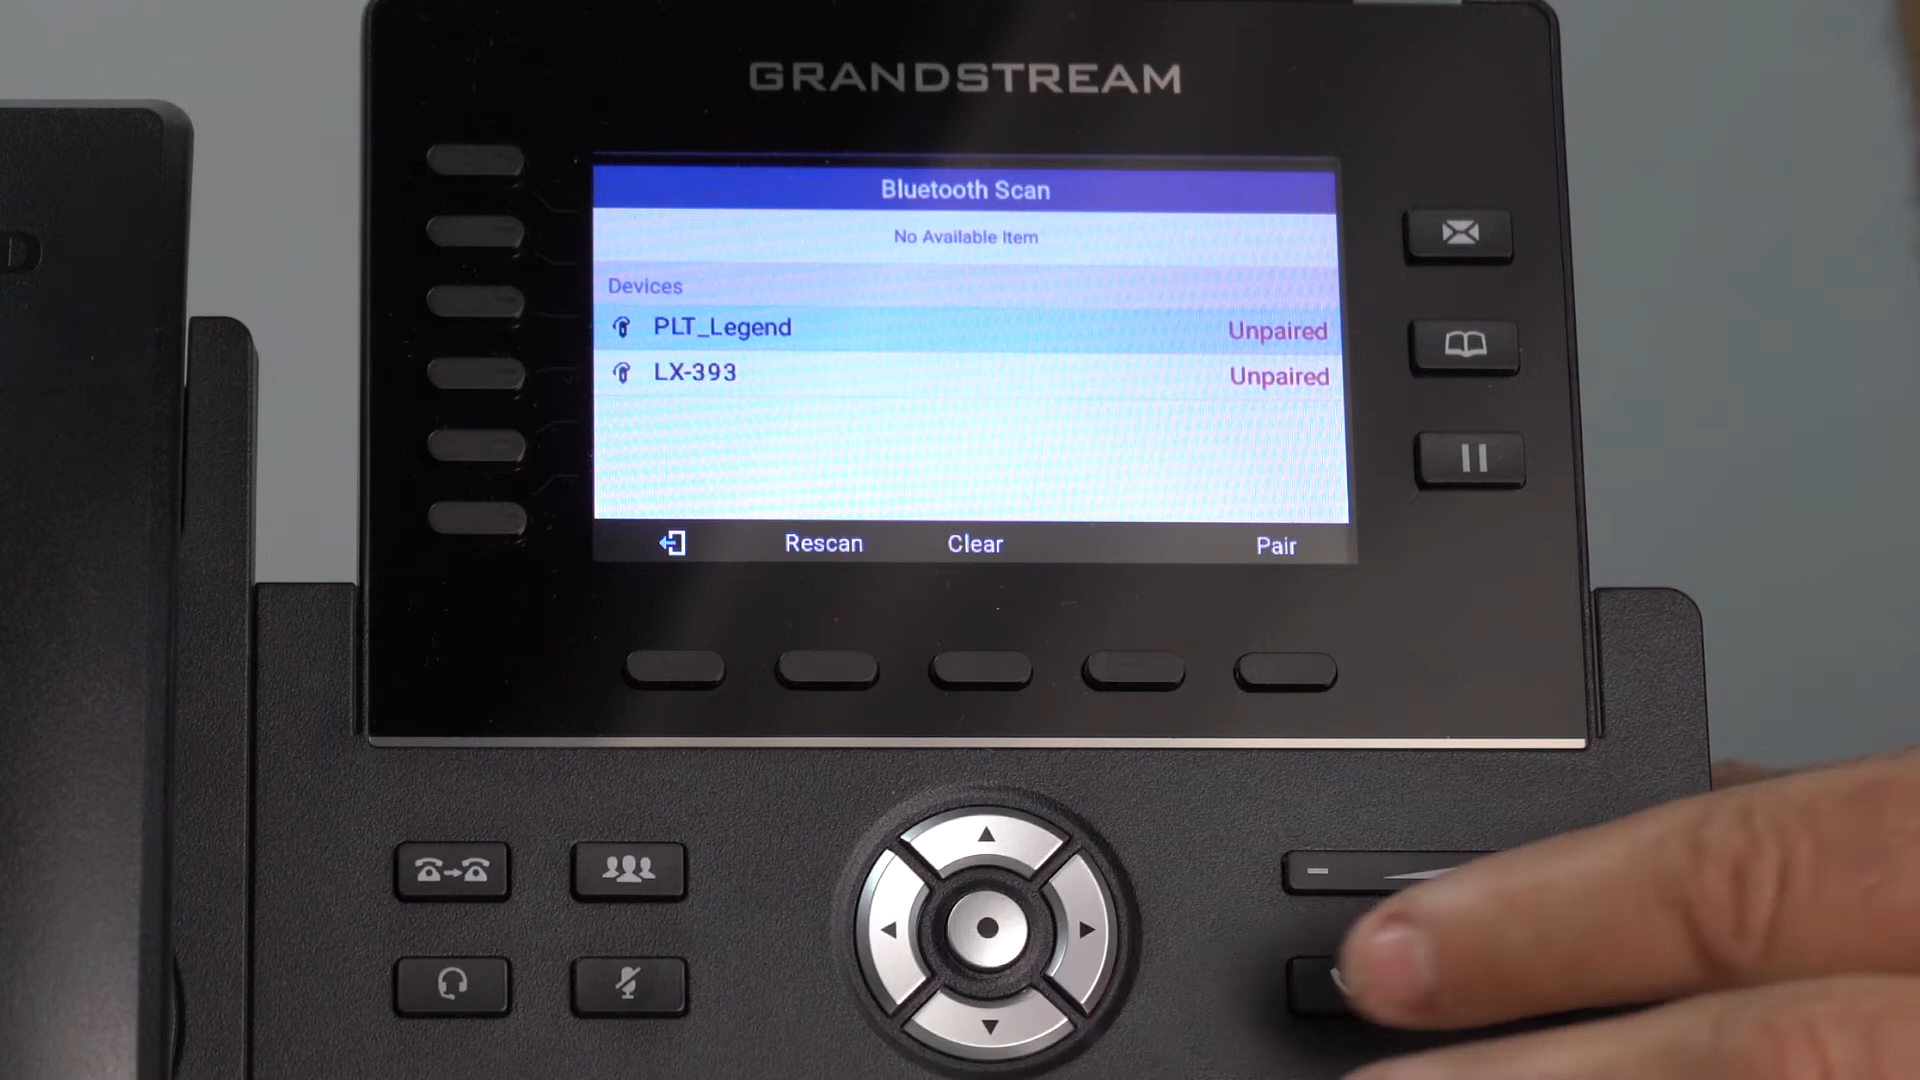 GRANDSTREAM
Bluetooth Scan
No Available Item
Devices
PLT_Legend Unpaired
LX-393 Unpaired
Rescan Clear Pair